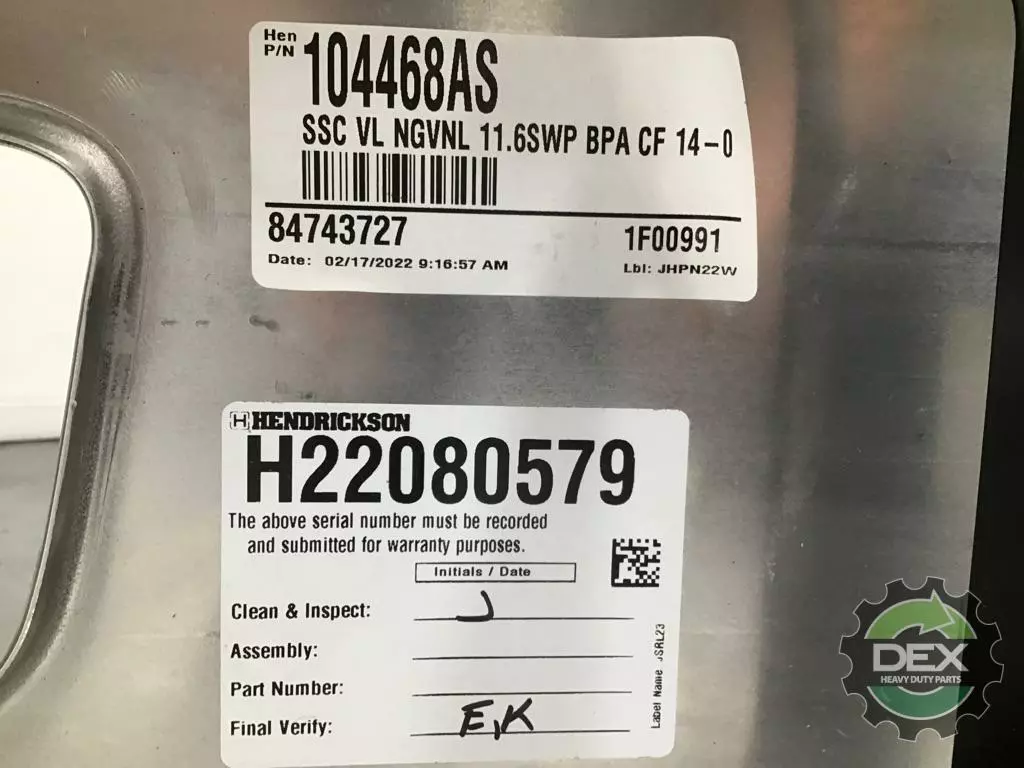 Hen
P/N 104468AS
SSC VL NGVNL 11.6SWP BPA CF 14-0
84743727 1F00991
Date: 02/17/2022 9:16:57 AM Lbl: JHPN22W
H HENDRICKSON
H22080579
The above serial number must be recorded
and submitted for warranty purposes.
Initials / Date
Clean & Inspect: J
Assembly:
Part Number:
Final Verify: E,K
Label Name JSRL23
DEX
HEAVY DUTY PARTS